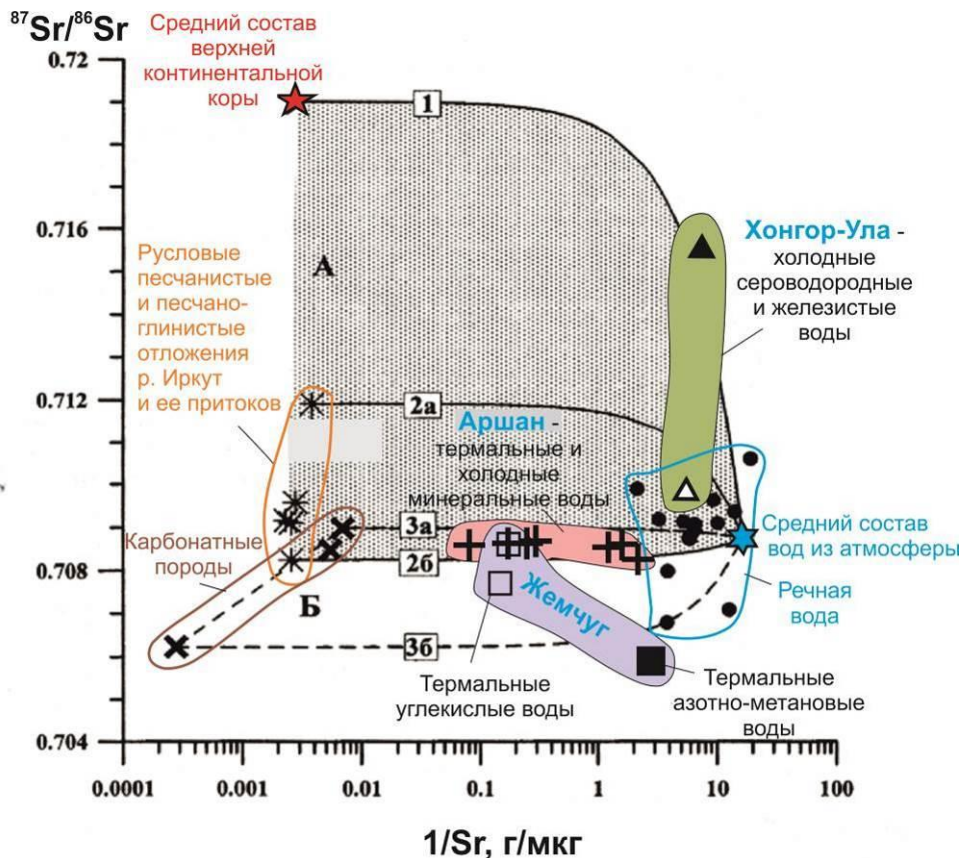 ⁸⁷Sr/⁸⁶Sr
Средний состав
верхней
континентальной
коры
0.72
0.716
0.712
0.708
0.704
1
А
Хонгор-Ула -
холодные
сероводородные
и железистые
воды
Русловые
песчанистые
и песчано-
глинистые
отложения
р. Иркут
и ее притоков
2а
Аршан -
термальные и
холодные
минеральные воды
3а
2б
Карбонатные
породы
Б
3б
Жемчуг
Средний состав
вод из атмосферы
Речная
вода
Термальные
углекислые воды
Термальные
азотно-метановые
воды
0.0001
0.001
0.01
0.1
1
10
100
1/Sr, г/мкг